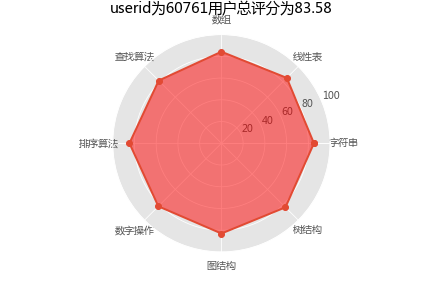 userid为60761用户总评分为83.58
数组
查找算法
线性表
100
80
60
40
20
排序算法
字符串
数字操作
树结构
图结构